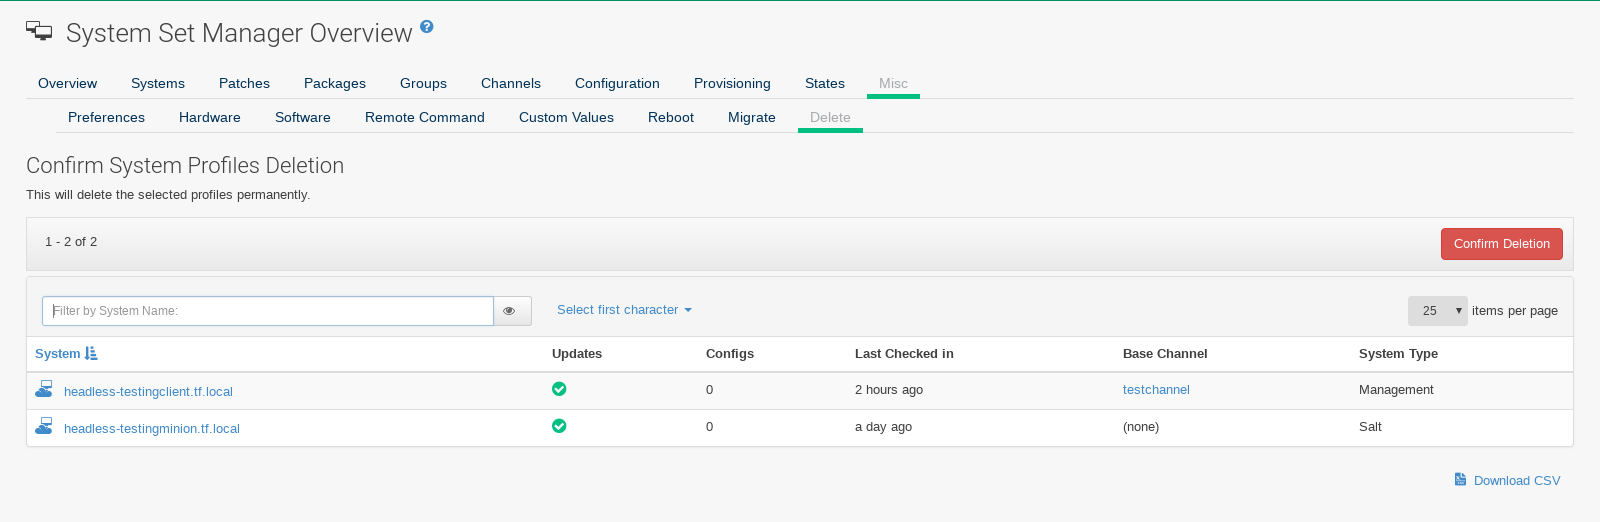 System Set Manager Overview
Overview Systems Patches Packages Groups Channels Configuration Provisioning States Misc
Preferences Hardware Software Remote Command Custom Values Reboot Migrate Delete
Confirm System Profiles Deletion
This will delete the selected profiles permanently.
1 - 2 of 2 Confirm Deletion
Filter by System Name: Select first character 25 items per page
System Updates Configs Last Checked in Base Channel System Type
headless-testingclient.tf.local 0 2 hours ago testchannel Management
headless-testingminion.tf.local 0 a day ago (none) Salt
Download CSV